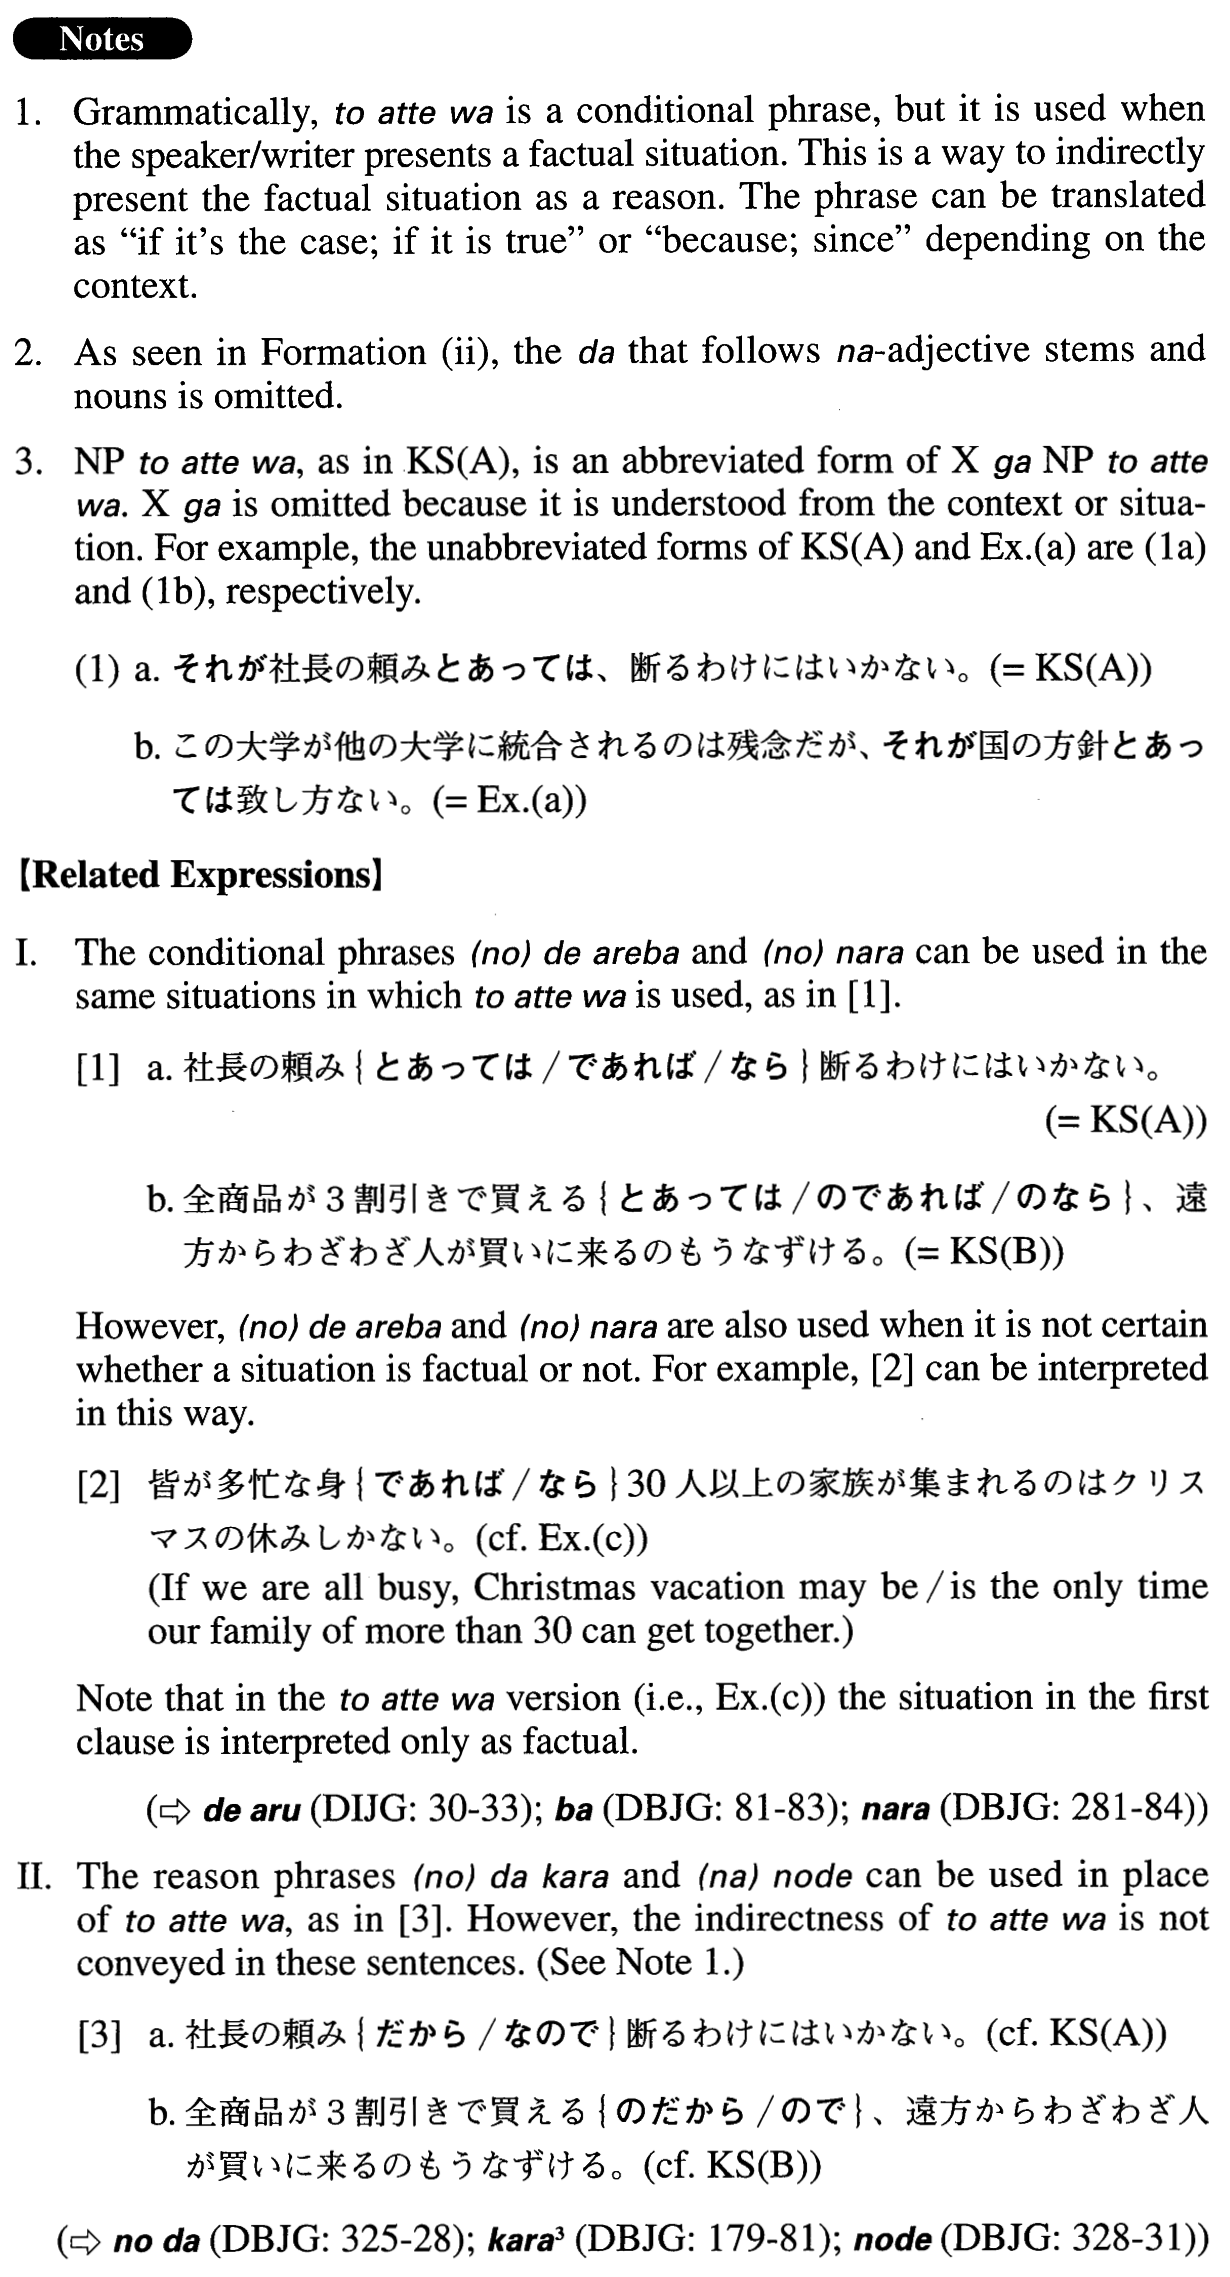 Notes
1. Grammatically, to atte wa is a conditional phrase, but it is used when
the speaker/writer presents a factual situation. This is a way to indirectly
present the factual situation as a reason. The phrase can be translated
as “if it’s the case; if it is true” or “because; since” depending on the
context.
2. As seen in Formation (ii), the da that follows na-adjective stems and
nouns is omitted.
3. NP to atte wa, as in KS(A), is an abbreviated form of X ga NP to atte
wa. X ga is omitted because it is understood from the context or situa-
tion. For example, the unabbreviated forms of KS(A) and Ex.(a) are (1a)
and (1b), respectively.
(1) a. それが社長の頼みとあっては、断るわけにはいかない。(= KS(A))
b. この大学が他の大学に統合されるのは残念だが、それが国の方針とあっ
ては致し方ない。(= Ex.(a))
【Related Expressions】
I. The conditional phrases (no) de areba and (no) nara can be used in the
same situations in which to atte wa is used, as in [1].
[1] a. 社長の頼み{とあっては/であれば/なら}断るわけにはいかない。
(= KS(A))
b. 全商品が3割引きで買える{とあっては/のであれば/のなら}、遠
方からわざわざ人が買いに来るのもうなずける。(= KS(B))
However, (no) de areba and (no) nara are also used when it is not certain
whether a situation is factual or not. For example, [2] can be interpreted
in this way.
[2] 皆が多忙な身{であれば/なら}30人以上の家族が集まれるのはクリス
マスの休みしかない。(cf. Ex.(c))
(If we are all busy, Christmas vacation may be/is the only time
our family of more than 30 can get together.)
Note that in the to atte wa version (i.e., Ex.(c)) the situation in the first
clause is interpreted only as factual.
(⇨ de aru (DIJG: 30-33); ba (DBJG: 81-83); nara (DBJG: 281-84))
II. The reason phrases (no) da kara and (na) node can be used in place
of to atte wa, as in [3]. However, the indirectness of to atte wa is not
conveyed in these sentences. (See Note 1.)
[3] a. 社長の頼み{だから/なので}断るわけにはいかない。(cf. KS(A))
b. 全商品が3割引きで買える{のだから/ので}、遠方からわざわざ人
が買いに来るのもうなずける。(cf. KS(B))
(⇨ no da (DBJG: 325-28); kara³ (DBJG: 179-81); node (DBJG: 328-31))